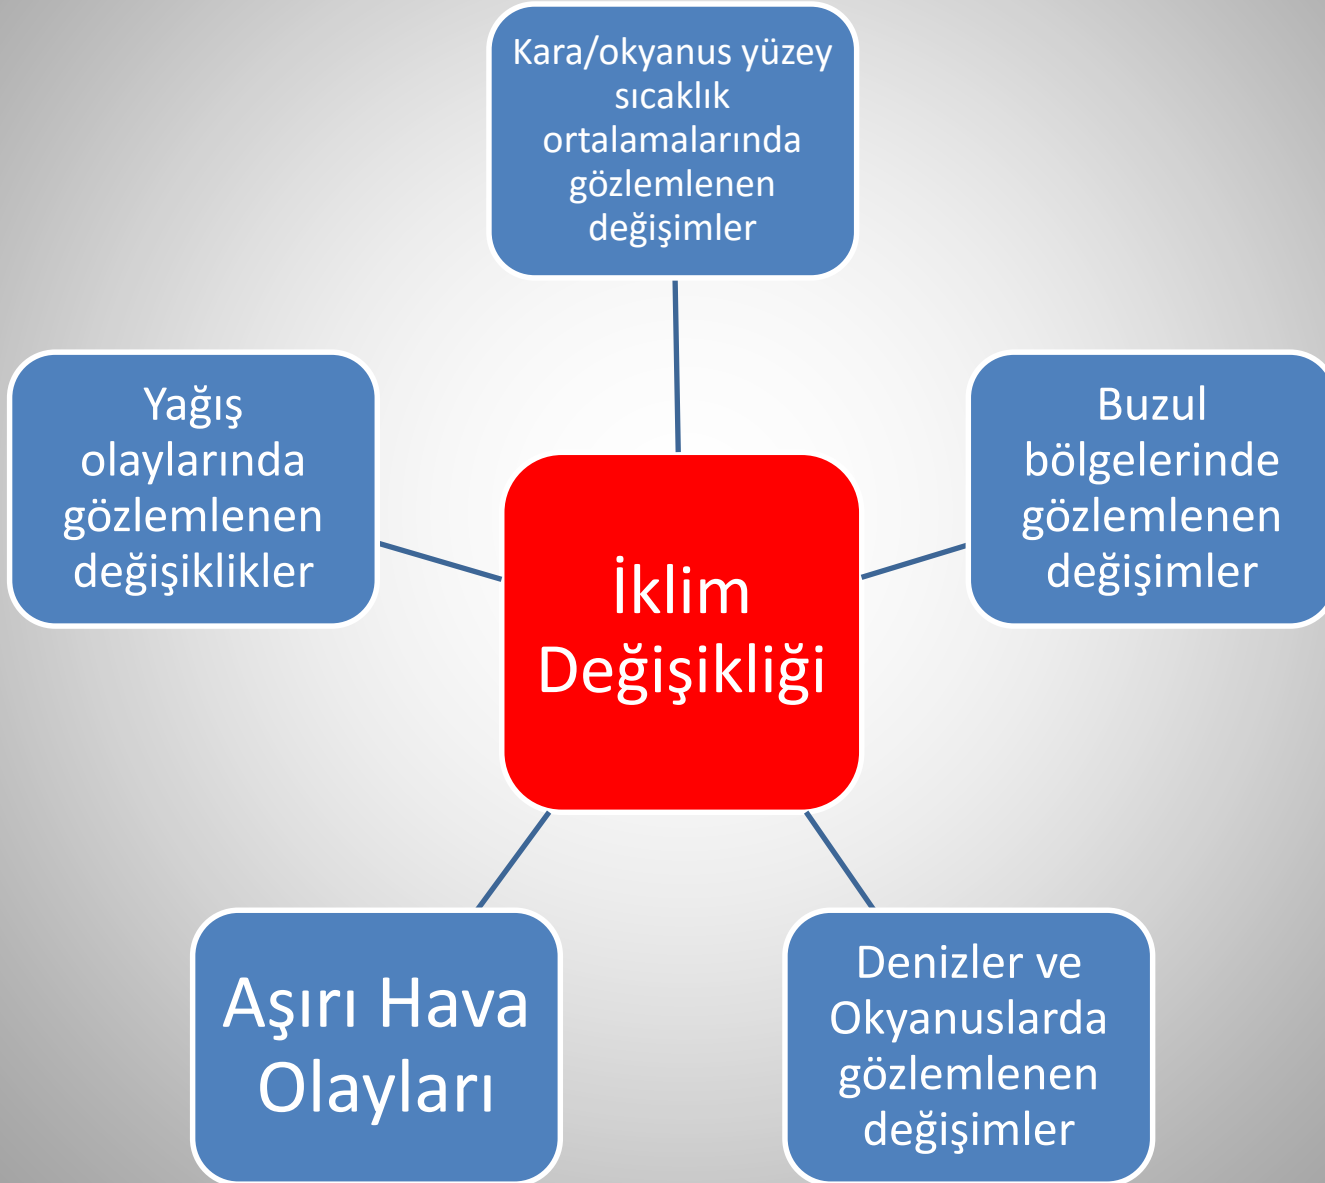 Kara/okyanus yüzey
sıcaklık
ortalamalarında
gözlemlenen
değişimler
Yağış
olaylarında
gözlemlenen
değişiklikler
Buzul
bölgelerinde
gözlemlenen
değişimler
İklim
Değişikliği
Aşırı Hava
Olayları
Denizler ve
Okyanuslarda
gözlemlenen
değişimler